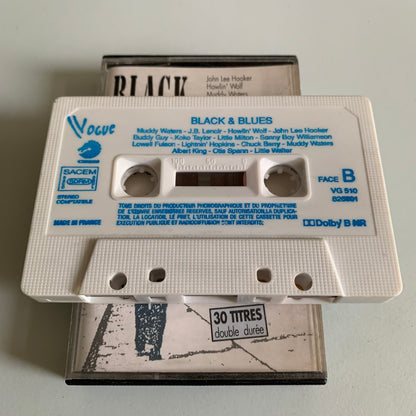 BLACK
John Lee Hooker
Howlin' Wolf
Muddy Waters
VOGUE
BLACK & BLUES
Muddy Waters - J.B. Lenoir - Howlin' Wolf - John Lee Hooker
Buddy Guy - Koko Taylor - Little Milton - Sonny Boy Williamson
Lowell Fulson - Lightnin' Hopkins - Chuck Berry - Muddy Waters
Albert King - Otis Spann - Little Walter
SACEM
SDRM
STEREO
COMPATIBLE
MADE IN FRANCE
100 50
FACE B
VG 510
TOUS DROITS DU PRODUCTEUR PHONOGRAPHIQUE ET DU PROPRIETAIRE
DE L'ŒUVRE ENREGISTREE RESERVES, SAUF AUTORISATION, LA DUPLICA-
TION, LA LOCATION, LE PRET, L'UTILISATION DE CETTE CASSETTE POUR
EXECUTION PUBLIQUE ET RADIODIFFUSION SONT INTERDITS.
Dolby B NR
30 TITRES
double durée